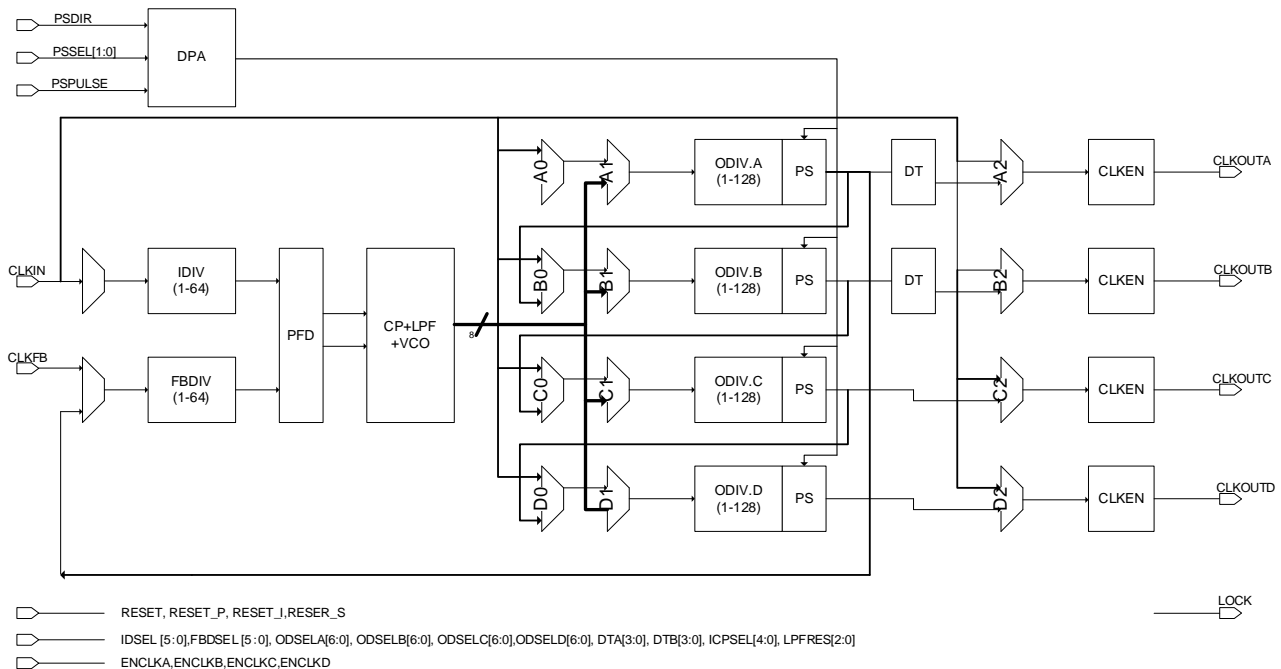 PSDIR
PSSEL[1:0]
PSPULSE
DPA
A0
A1
ODIV.A
(1-128)
PS
DT
A2
CLKEN
CLKOUTA
CLKIN
IDIV
(1-64)
B0
B1
ODIV.B
(1-128)
PS
DT
B2
CLKEN
CLKOUTB
PFD
CP+LPF
+VCO
8
CLKFB
FBDIV
(1-64)
C0
C1
ODIV.C
(1-128)
PS
C2
CLKEN
CLKOUTC
D0
D1
ODIV.D
(1-128)
PS
D2
CLKEN
CLKOUTD
RESET, RESET_P, RESET_I,RESER_S
LOCK
IDSEL [5:0],FBDSEL [5:0], ODSELA[6:0], ODSELB[6:0], ODSELC[6:0],ODSELD[6:0], DTA[3:0], DTB[3:0], ICPSEL[4:0], LPFRES[2:0]
ENCLKA,ENCLKB,ENCLKC,ENCLKD